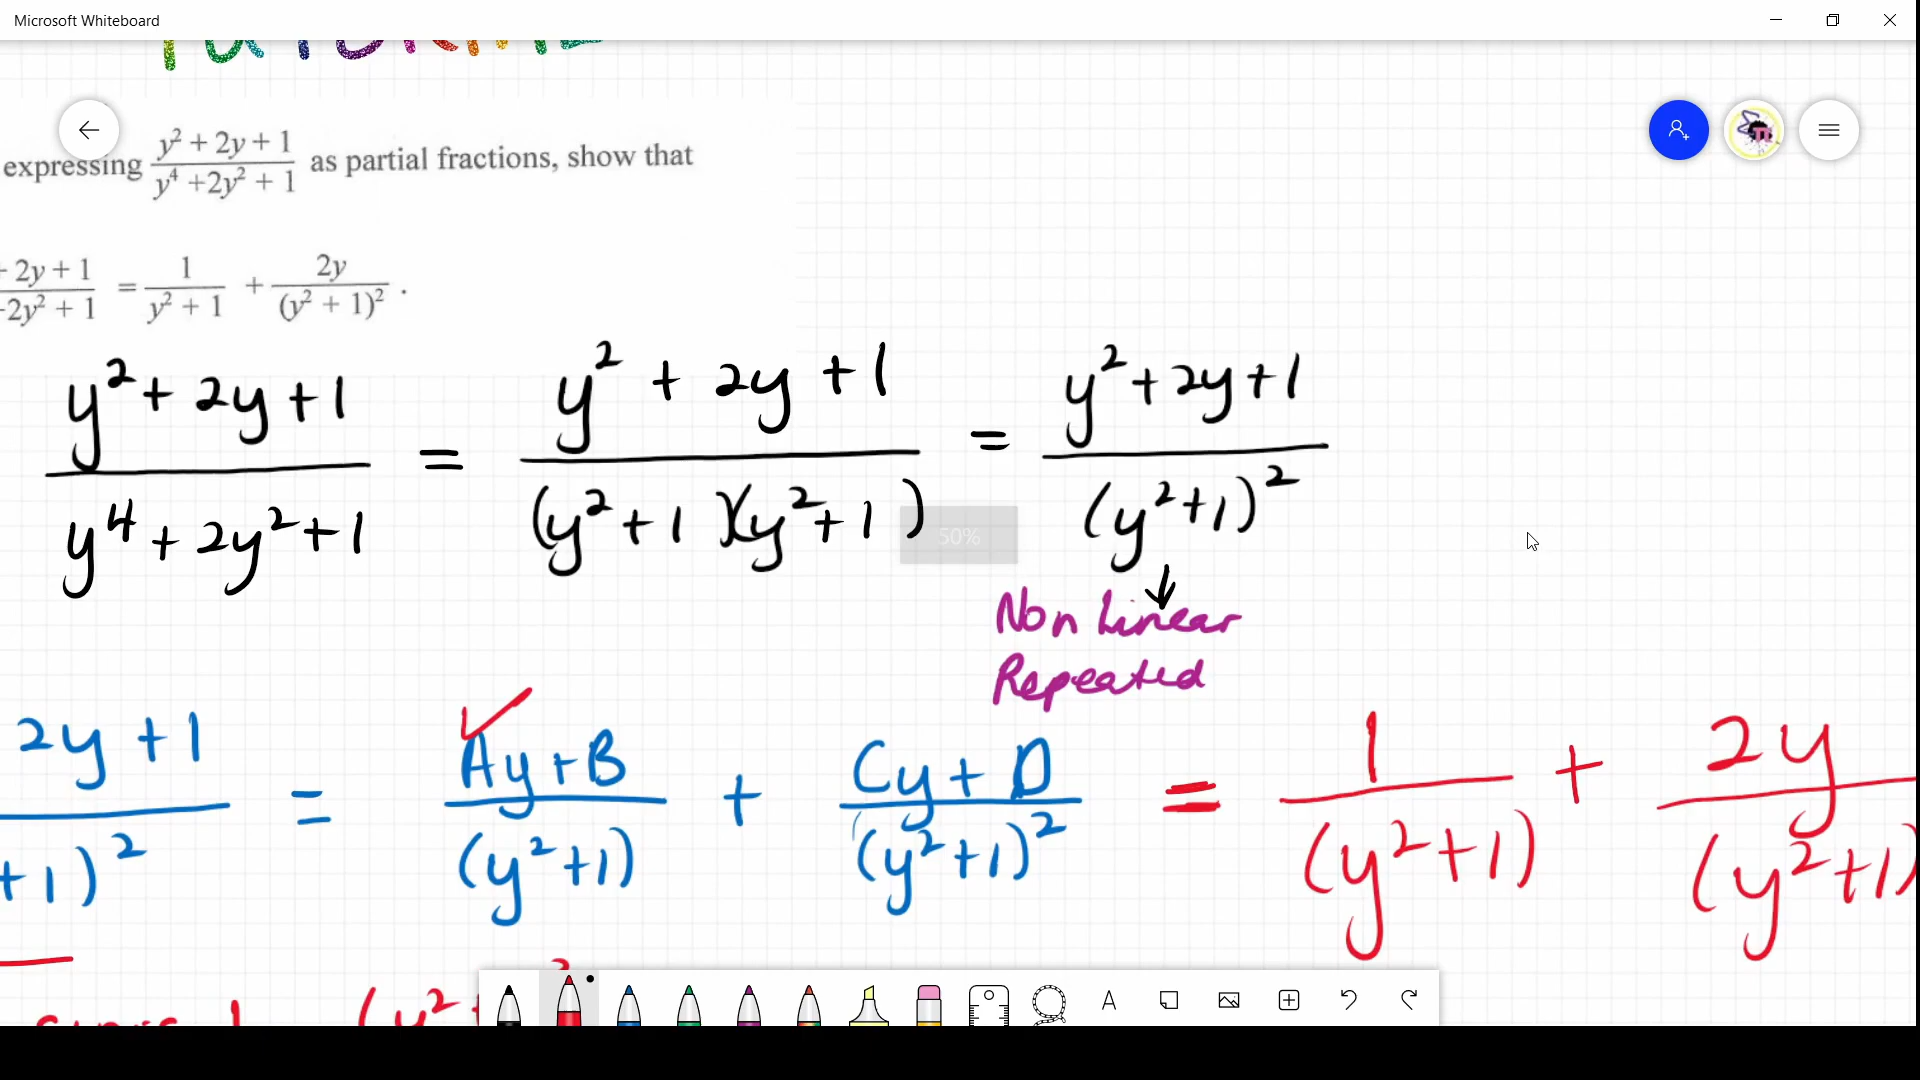 Microsoft Whiteboard
TUTORING
expressing (y² + 2y + 1)/(y⁴ +2y² + 1) as partial fractions, show that
2y + 1 / 2y² + 1 = 1/(y² + 1) + 2y/(y² + 1)² .
(y² + 2y + 1)/(y⁴ + 2y² + 1) = (y² + 2y + 1)/((y² + 1)(y² + 1)) = (y² + 2y + 1)/(y² + 1)²
50%
Non Linear
Repeated
2y + 1 / +1)² = (Ay + B)/(y² + 1) + (Cy + D)/(y² + 1)² = 1/(y² + 1) + 2y/(y² + 1)